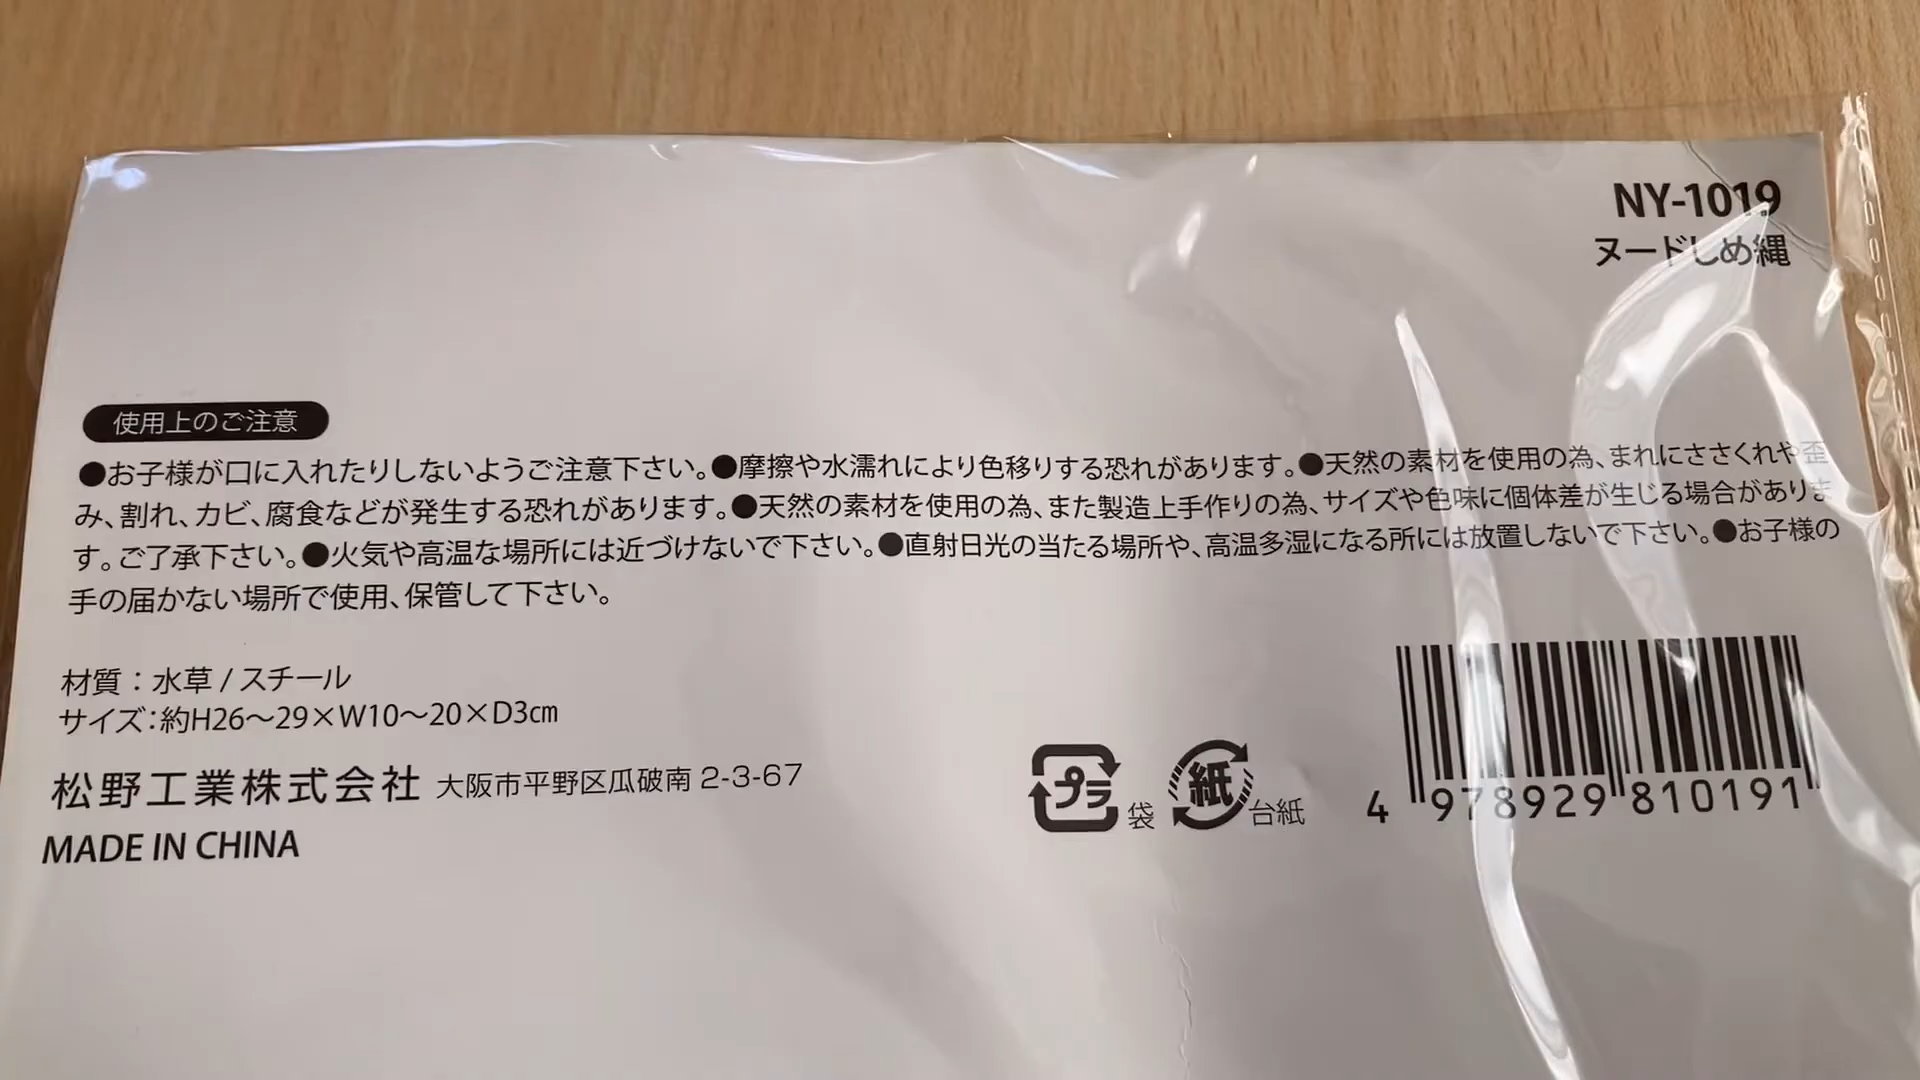 NY-1019
ヌードしめ縄
使用上のご注意
●お子様が口に入れたりしないようご注意下さい。●摩擦や水濡れにより色移りする恐れがあります。●天然の素材を使用の為、まれにささくれや歪
み、割れ、カビ、腐食などが発生する恐れがあります。●天然の素材を使用の為、また製造上手作りの為、サイズや色味に個体差が生じる場合がありま
す。ご了承下さい。●火気や高温な場所には近づけないで下さい。●直射日光の当たる場所や、高温多湿になる所には放置しないで下さい。●お子様の
手の届かない場所で使用、保管して下さい。
材質：水草 / スチール
サイズ：約H26〜29×W10〜20×D3㎝
松野工業株式会社 大阪市平野区瓜破南 2-3-67
MADE IN CHINA
プラ 袋 紙 台紙
4 978929 810191